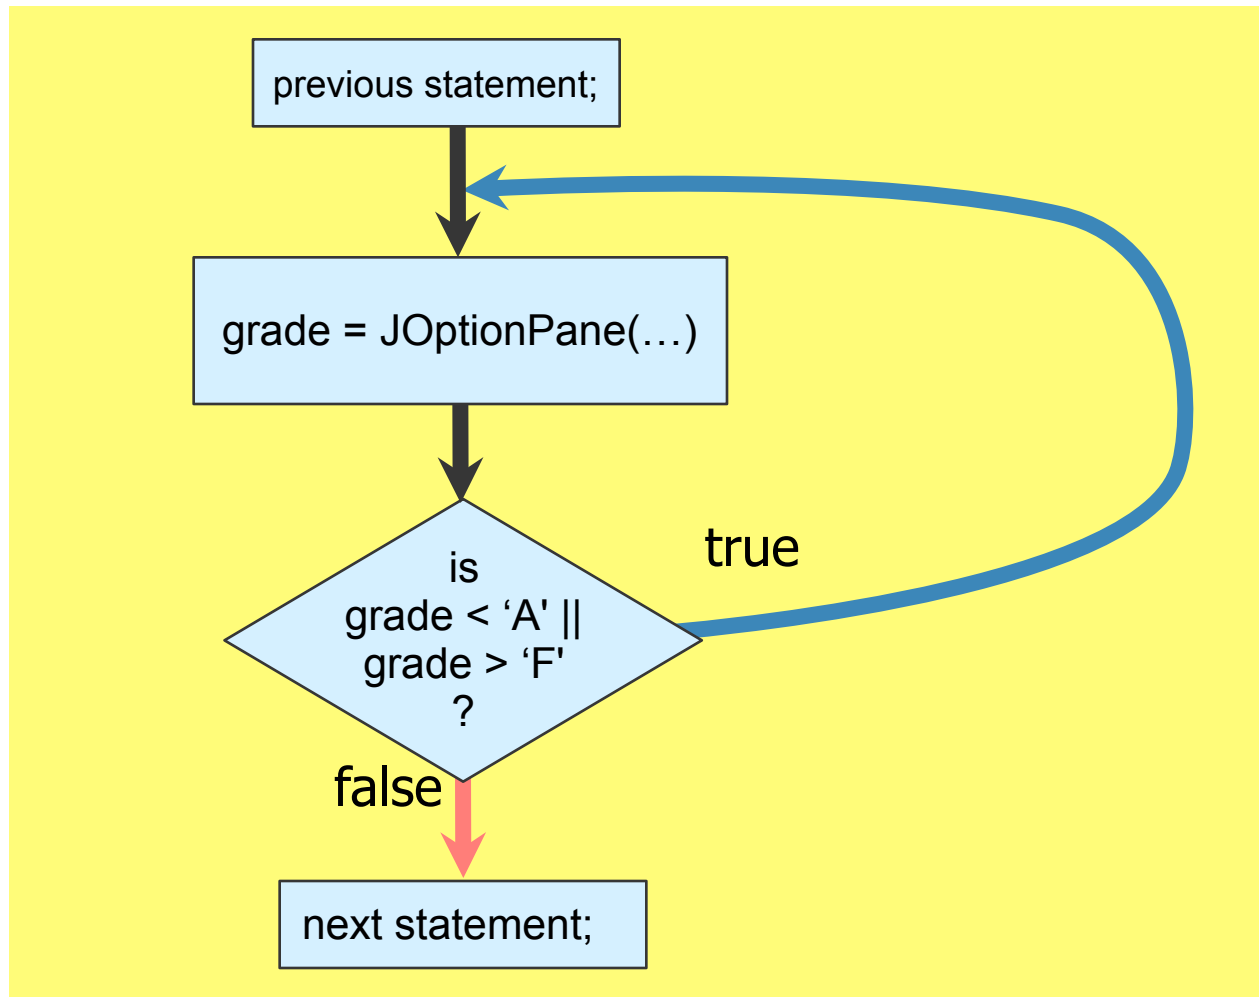 previous statement;
grade = JOptionPane(…)
is
grade < ‘A' ||
grade > ‘F'
?
true
false
next statement;